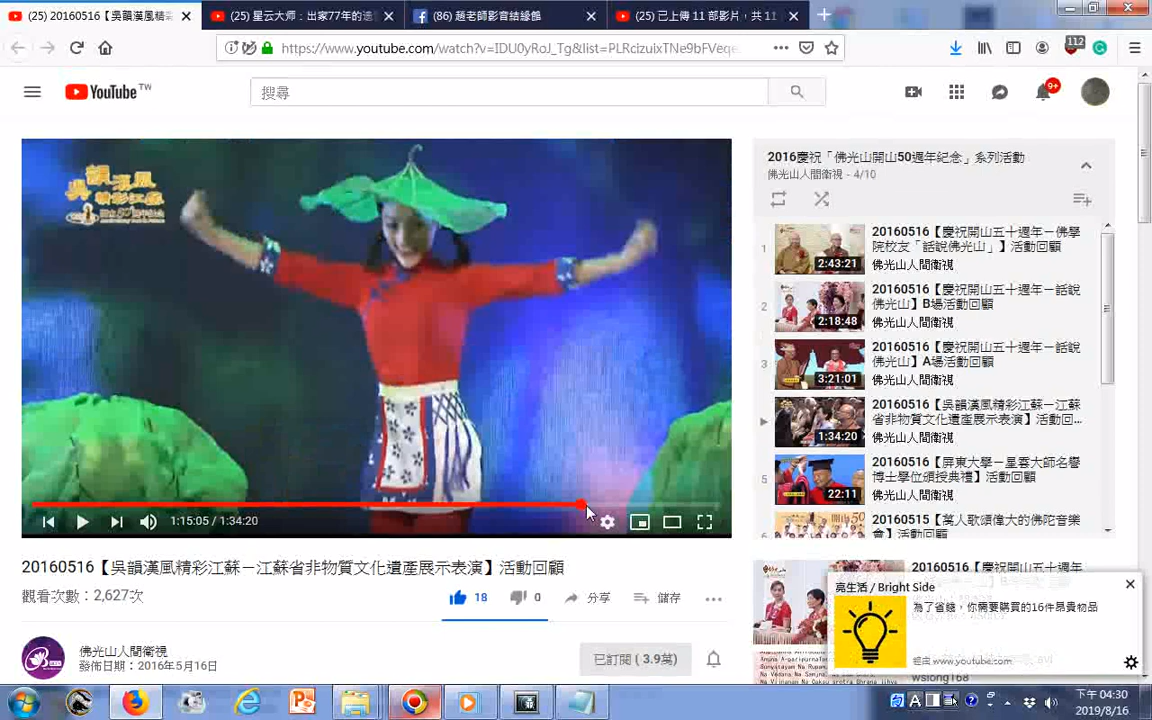 (25) 20160516【吳韻漢風精彩
(25) 星云大师：出家77年的
(86) 趙老師影音結緣館
(25) 已上傳 11 部影片，共 11
https://www.youtube.com/watch?v=IDU0yRoJ_Tg&list=PLRcizuixTNe9bFVeqe
112
YouTube TW
搜尋
9+
吳韻漢風
精彩江蘇
2016慶祝「佛光山開山50週年紀念」系列活動
佛光山人間衛視 - 4/10
1
20160516【慶祝開山五十週年－佛學
院校友「話說佛光山」】活動回顧
佛光山人間衛視
2:43:21
2
20160516【慶祝開山五十週年－話說
佛光山】B場活動回顧
佛光山人間衛視
2:18:48
3
20160516【慶祝開山五十週年－話說
佛光山】A場活動回顧
佛光山人間衛視
3:21:01
20160516【吳韻漢風精彩江蘇－江蘇
省非物質文化遺產展示表演】活動回...
佛光山人間衛視
1:34:20
5
20160516【屏東大學－星雲大師名譽
博士學位頒授典禮】活動回顧
佛光山人間衛視
22:11
20160515【萬人歌頌偉大的佛陀音樂
會】活動回顧
1:15:05 / 1:34:20
20160516【吳韻漢風精彩江蘇－江蘇省非物質文化遺產展示表演】活動回顧
觀看次數：2,627次
18
0
分享
儲存
佛光山人間衛視
發佈日期：2016年5月16日
已訂閱 (3.9萬)
20160516【慶祝開山五十週年
亮生活 / Bright Side
為了省錢，你需要購買的16件昂貴物品
經由 www.youtube.com
wsiong168
下午 04:30
2019/8/16